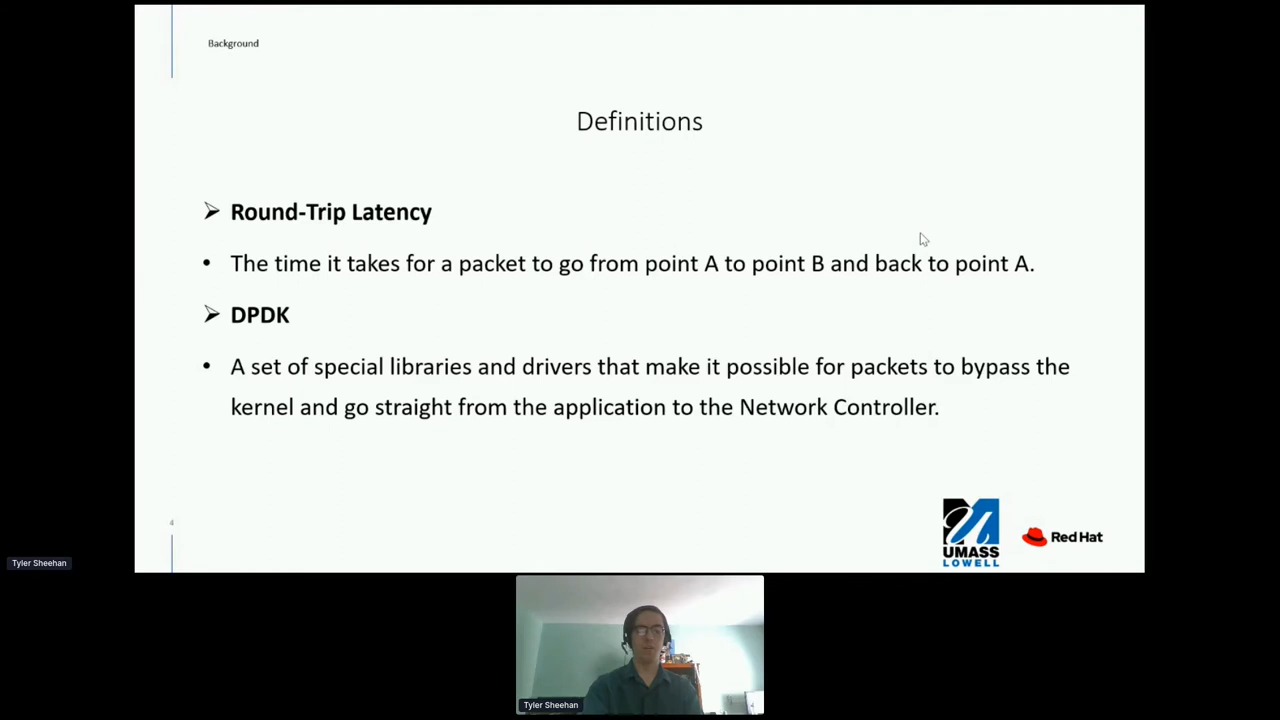 Background
Definitions
Round-Trip Latency
The time it takes for a packet to go from point A to point B and back to point A.
DPDK
A set of special libraries and drivers that make it possible for packets to bypass the
kernel and go straight from the application to the Network Controller.
4
UMASS
LOWELL
Red Hat
Tyler Sheehan
Tyler Sheehan